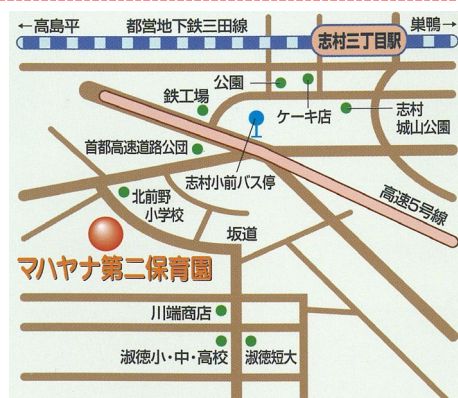 ←高島平
都営地下鉄三田線
巣鴨→
志村三丁目駅
公園
鉄工場
ケーキ店
志村
城山公園
首都高速道路公団
志村小前バス停
高速5号線
北前野
小学校
坂道
マハヤナ第二保育園
川端商店
淑徳小・中・高校
淑徳短大